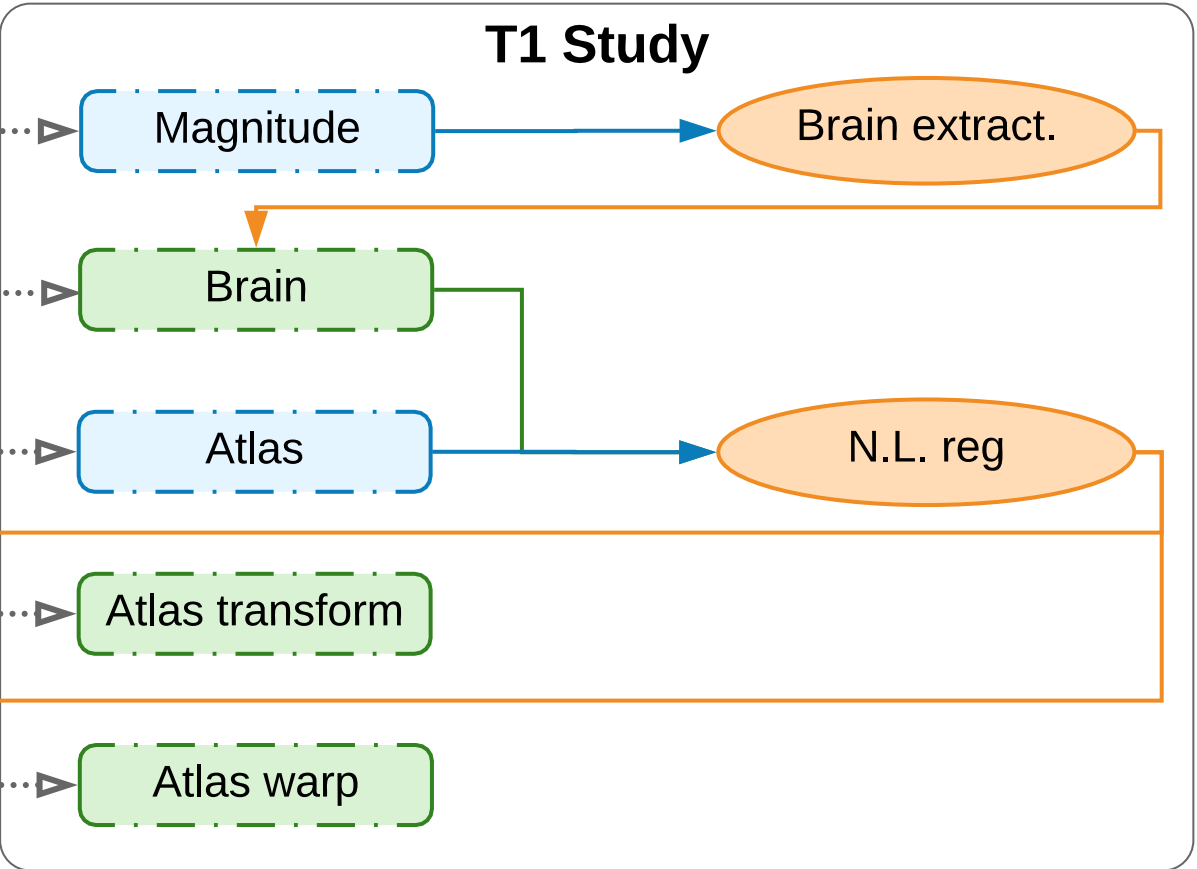 T1 Study
Magnitude
Brain extract.
Brain
Atlas
N.L. reg
Atlas transform
Atlas warp